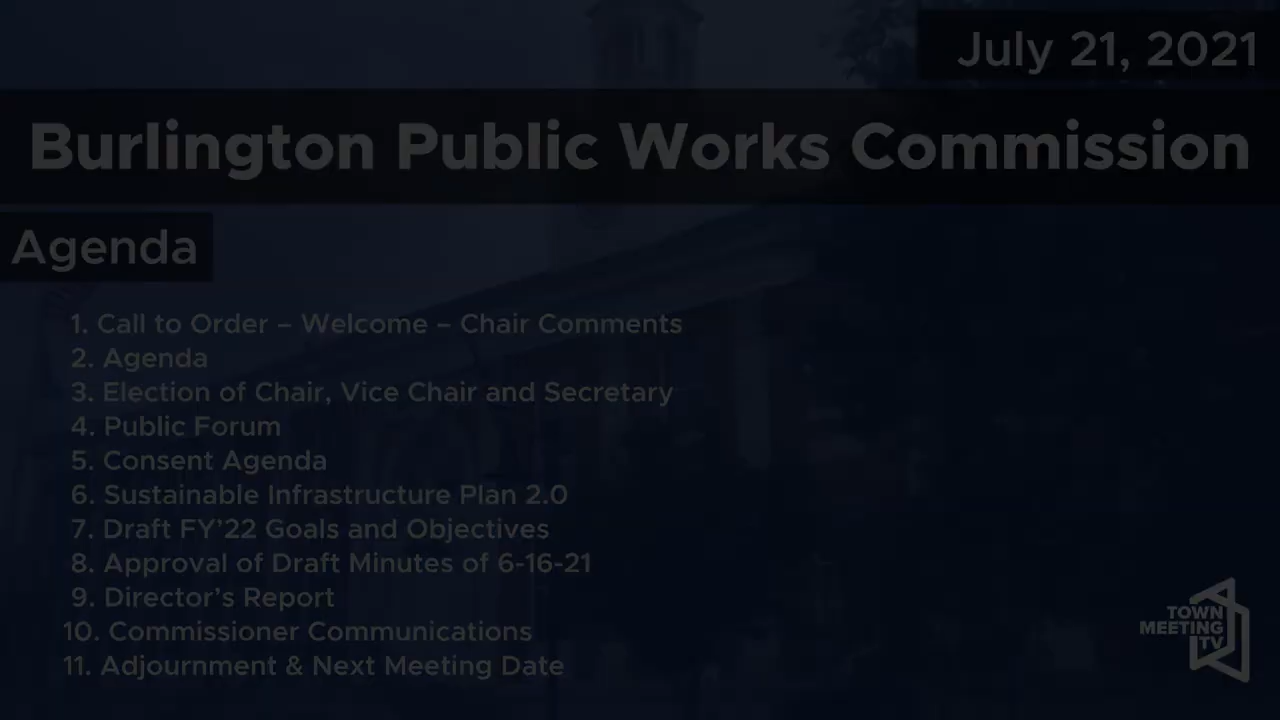 July 21, 2021
Burlington Public Works Commission
Agenda
1. Call to Order – Welcome – Chair Comments
2. Agenda
3. Election of Chair, Vice Chair and Secretary
4. Public Forum
5. Consent Agenda
6. Sustainable Infrastructure Plan 2.0
7. Draft FY’22 Goals and Objectives
8. Approval of Draft Minutes of 6-16-21
9. Director’s Report
10. Commissioner Communications
11. Adjournment & Next Meeting Date
TOWN
MEETING
TV